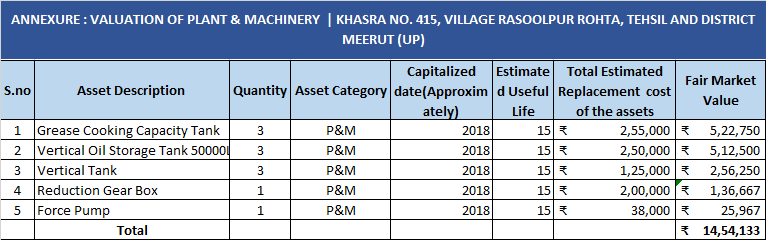 ANNEXURE : VALUATION OF PLANT & MACHINERY | KHASRA NO. 415, VILLAGE RASOOLPUR ROHTA, TEHSIL AND DISTRICT
MEERUT (UP)
S.no Asset Description Quantity Asset Category Capitalized date(Approxim ately) Estimate d Useful Life Total Estimated Replacement cost of the assets Fair Market Value
1 Grease Cooking Capacity Tank 3 P&M 2018 15 ₹ 2,55,000 ₹ 5,22,750
2 Vertical Oil Storage Tank 50000L 3 P&M 2018 15 ₹ 2,50,000 ₹ 5,12,500
3 Vertical Tank 3 P&M 2018 15 ₹ 1,25,000 ₹ 2,56,250
4 Reduction Gear Box 1 P&M 2018 15 ₹ 2,00,000 ₹ 1,36,667
5 Force Pump 1 P&M 2018 15 ₹ 38,000 ₹ 25,967
Total ₹ 14,54,133